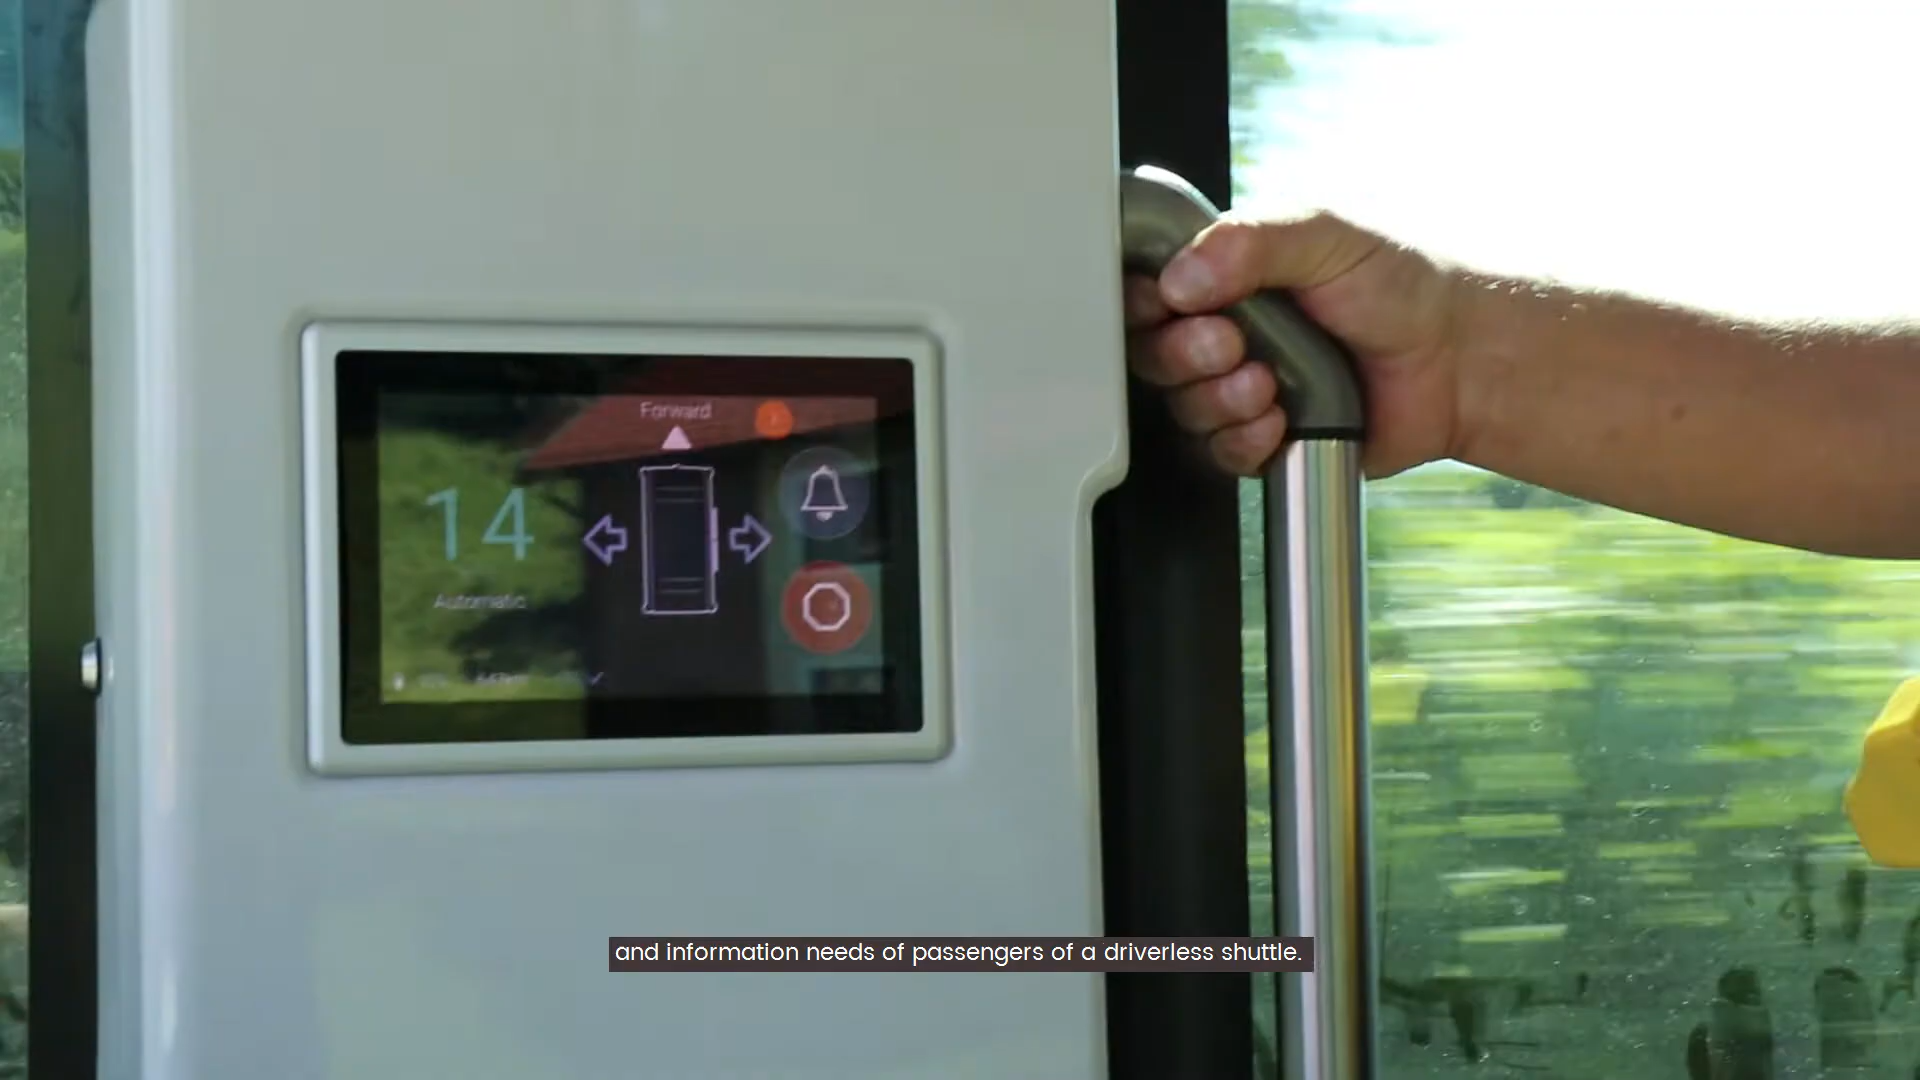 Forward
14
Automatic
and information needs of passengers of a driverless shuttle.